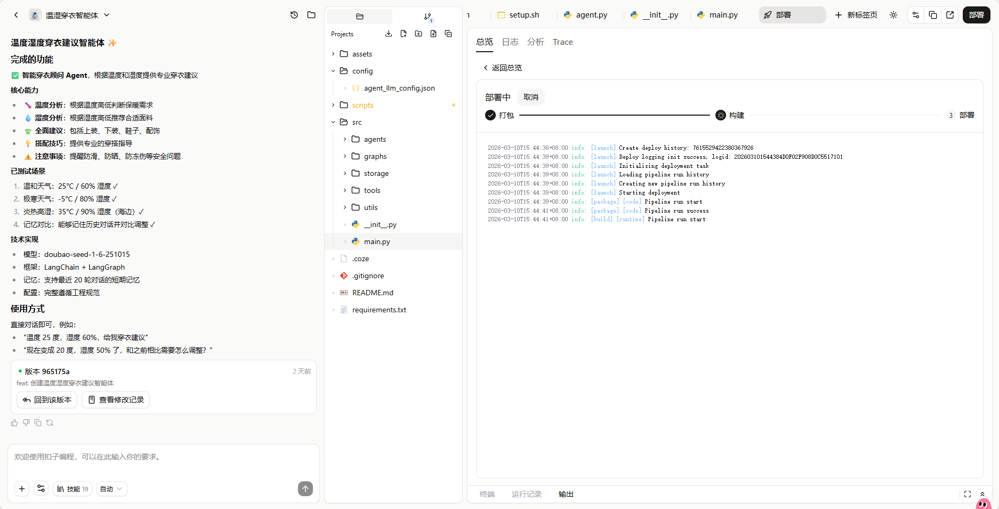 温湿穿衣智能体
温度湿度穿衣建议智能体 ✨
完成的功能
✅ 智能穿衣顾问 Agent，根据温度和湿度提供专业穿衣建议
核心能力
温度分析：根据温度高低判断保暖需求
💧 湿度分析：根据湿度高低推荐合适面料
👕 全面建议：包括上装、下装、鞋子、配饰
💡 搭配技巧：提供专业的穿搭指导
⚠️ 注意事项：提醒防滑、防晒、防冻伤等安全问题
已测试场景
1. 温和天气：25°C / 60% 湿度 ✓
2. 极寒天气：-5°C / 80% 湿度 ✓
3. 炎热高湿：35°C / 90% 湿度（海边）✓
4. 记忆对比：能够记住历史对话并对比调整 ✓
技术实现
模型：doubao-seed-1-6-251015
框架：LangChain + LangGraph
记忆：支持最近 20 轮对话的短期记忆
配置：完整遵循工程规范
使用方式
直接对话即可，例如：
"温度 25 度，湿度 60%，给我穿衣建议"
"现在变成 20 度，湿度 50% 了，和之前相比需要怎么调整？"
版本 965175a 2 天前
feat: 创建温度湿度穿衣建议智能体
回到该版本 查看修改记录
欢迎使用扣子编程，可以在此输入你的要求。
技能 19 自动
1
Projects
assets
config
agent_llm_config.json
scripts
src
agents
graphs
storage
tools
utils
__init__.py
main.py
.coze
.gitignore
README.md
requirements.txt
setup.sh agent.py __init__.py main.py 部署 新标签页 部署
总览 日志 分析 Trace
返回总览
部署中 取消
打包 构建 3 部署
2026-03-10T15:44:38+08:00 info: [launch] Create deploy history: 7615529422380367926
2026-03-10T15:44:39+08:00 info: [launch] Deploy logging init success, logid: 202603101544384D0F02F908D0C5517101
2026-03-10T15:44:39+08:00 info: [launch] Initializing deployment task
2026-03-10T15:44:39+08:00 info: [launch] Loading pipeline run history
2026-03-10T15:44:39+08:00 info: [launch] Creating new pipeline run history
2026-03-10T15:44:39+08:00 info: [launch] Starting deployment
2026-03-10T15:44:39+08:00 info: [package] [code] Pipeline run start
2026-03-10T15:44:41+08:00 info: [package] [code] Pipeline run success
2026-03-10T15:44:41+08:00 info: [build] [runtime] Pipeline run start
终端 运行记录 输出